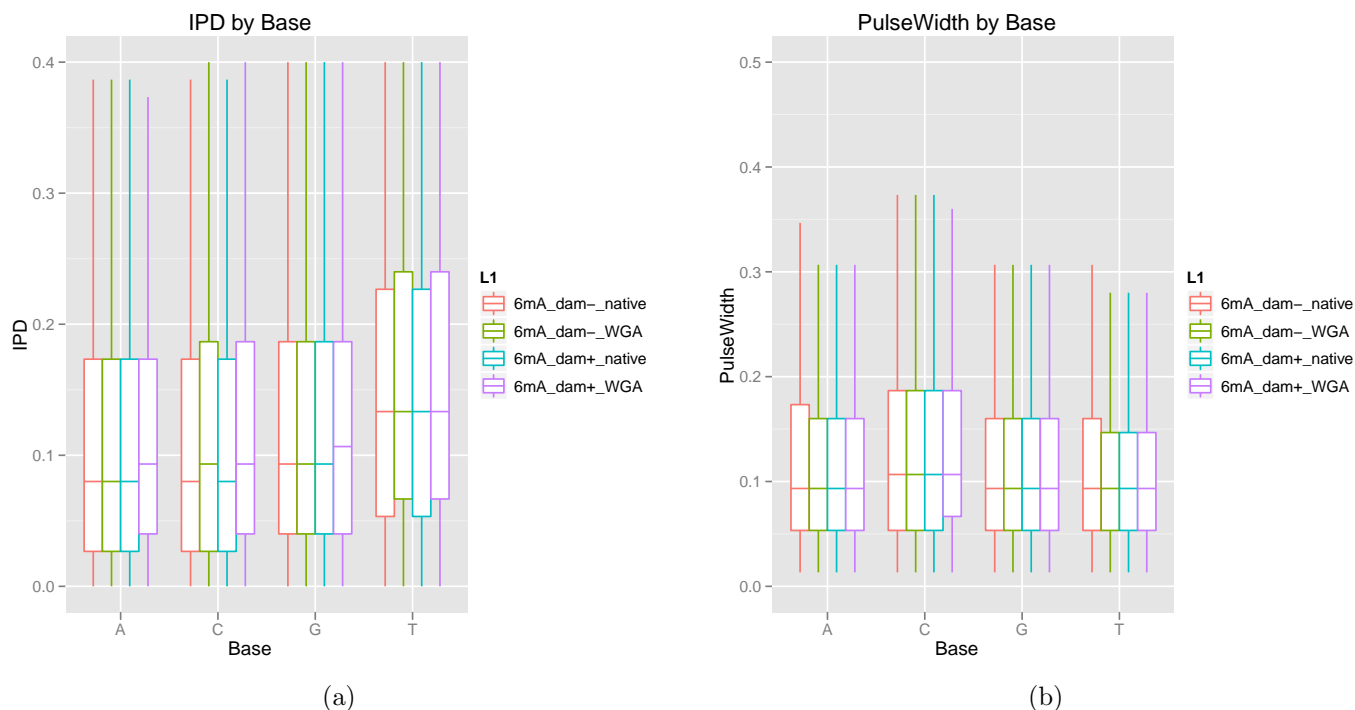 IPD by Base
0.4
0.3
0.2
0.1
0.0
IPD
A C G T
Base
L1
6mA_dam−_native
6mA_dam−_WGA
6mA_dam+_native
6mA_dam+_WGA
(a)
PulseWidth by Base
0.5
0.4
0.3
0.2
0.1
0.0
PulseWidth
A C G T
Base
L1
6mA_dam−_native
6mA_dam−_WGA
6mA_dam+_native
6mA_dam+_WGA
(b)